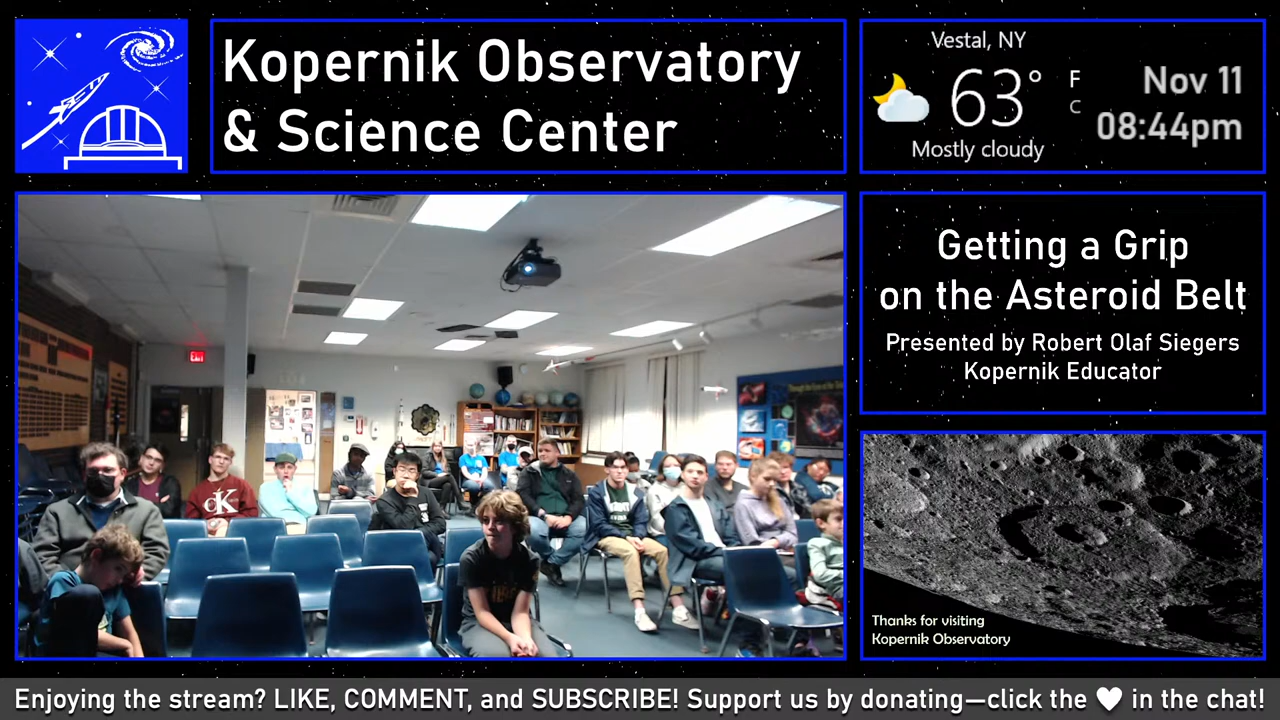 Kopernik Observatory
& Science Center
Vestal, NY
63°
F
C
Mostly cloudy
Nov 11
08:44pm
EXIT
CK
Getting a Grip
on the Asteroid Belt
Presented by Robert Olaf Siegers
Kopernik Educator
Thanks for visiting
Kopernik Observatory
Enjoying the stream? LIKE, COMMENT, and SUBSCRIBE! Support us by donating—click the ♥ in the chat!